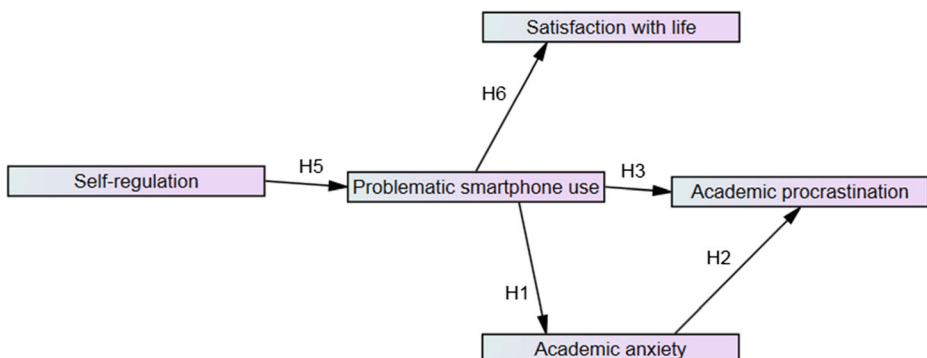 Satisfaction with life
H6
H5
Self-regulation
Problematic smartphone use
H3
Academic procrastination
H2
H1
Academic anxiety